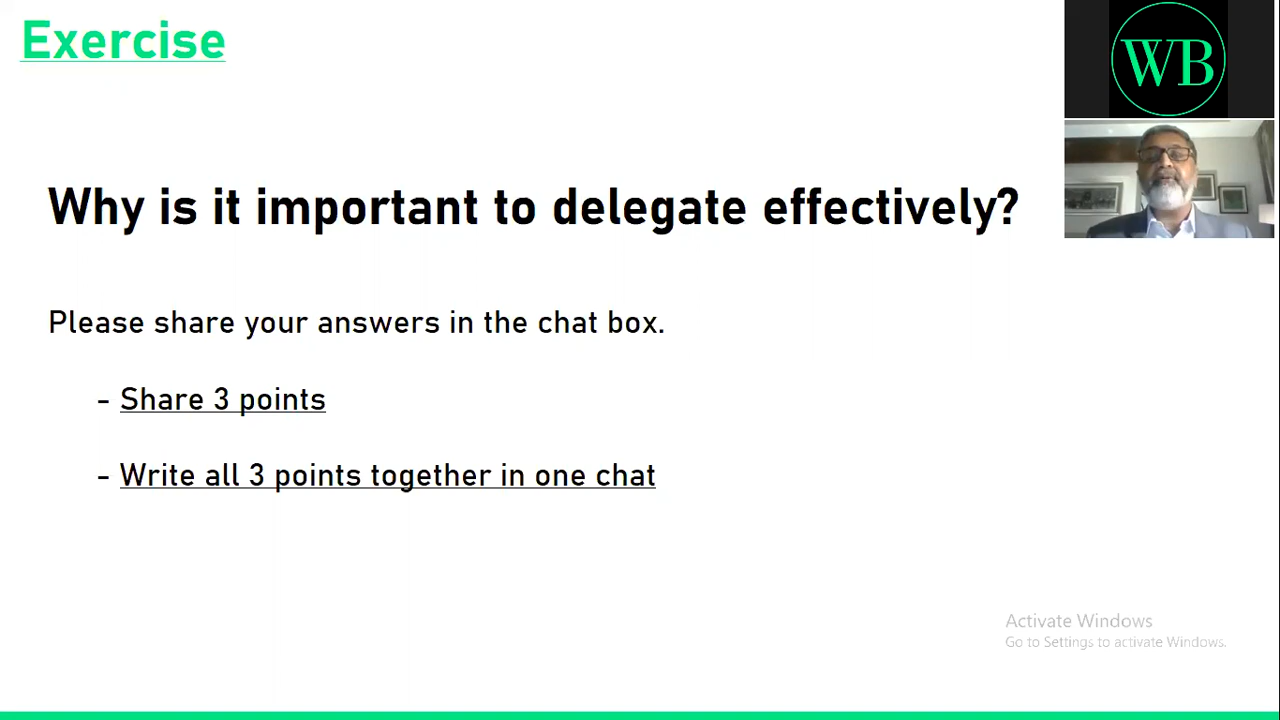 Exercise
WB
Why is it important to delegate effectively?
Please share your answers in the chat box.
- Share 3 points
- Write all 3 points together in one chat
Activate Windows
Go to Settings to activate Windows.